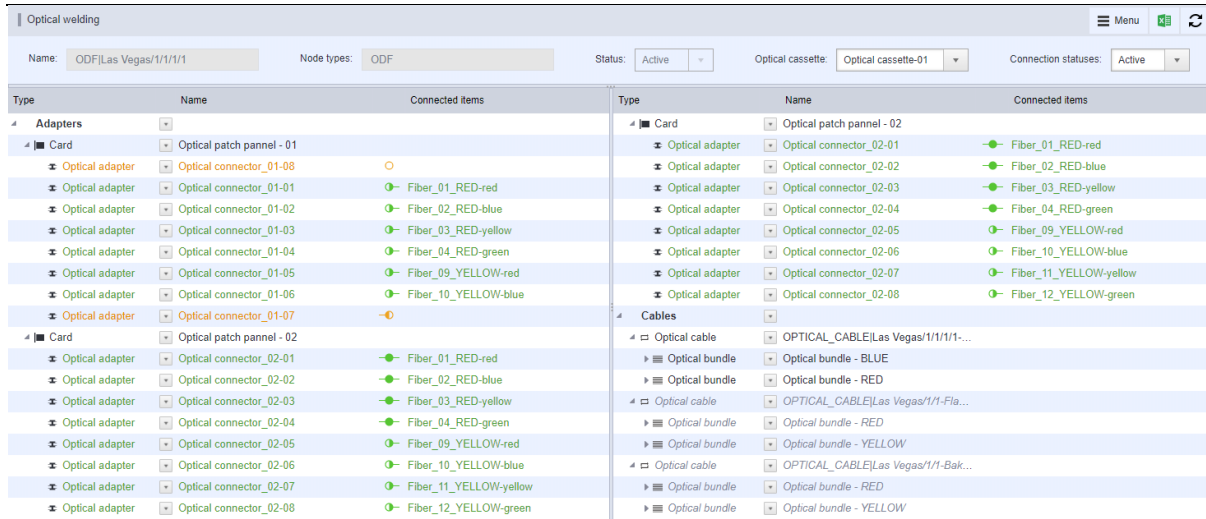 Optical welding Menu
Name: ODF|Las Vegas/1/1/1/1 Node types: ODF Status: Active Optical cassette: Optical cassette-01 Connection statuses: Active
Type Name Connected items
Adapters
Card Optical patch pannel - 01
Optical adapter Optical connector_01-08
Optical adapter Optical connector_01-01 Fiber_01_RED-red
Optical adapter Optical connector_01-02 Fiber_02_RED-blue
Optical adapter Optical connector_01-03 Fiber_03_RED-yellow
Optical adapter Optical connector_01-04 Fiber_04_RED-green
Optical adapter Optical connector_01-05 Fiber_09_YELLOW-red
Optical adapter Optical connector_01-06 Fiber_10_YELLOW-blue
Optical adapter Optical connector_01-07
Card Optical patch pannel - 02
Optical adapter Optical connector_02-01 Fiber_01_RED-red
Optical adapter Optical connector_02-02 Fiber_02_RED-blue
Optical adapter Optical connector_02-03 Fiber_03_RED-yellow
Optical adapter Optical connector_02-04 Fiber_04_RED-green
Optical adapter Optical connector_02-05 Fiber_09_YELLOW-red
Optical adapter Optical connector_02-06 Fiber_10_YELLOW-blue
Optical adapter Optical connector_02-07 Fiber_11_YELLOW-yellow
Optical adapter Optical connector_02-08 Fiber_12_YELLOW-green
Type Name Connected items
Card Optical patch pannel - 02
Optical adapter Optical connector_02-01 Fiber_01_RED-red
Optical adapter Optical connector_02-02 Fiber_02_RED-blue
Optical adapter Optical connector_02-03 Fiber_03_RED-yellow
Optical adapter Optical connector_02-04 Fiber_04_RED-green
Optical adapter Optical connector_02-05 Fiber_09_YELLOW-red
Optical adapter Optical connector_02-06 Fiber_10_YELLOW-blue
Optical adapter Optical connector_02-07 Fiber_11_YELLOW-yellow
Optical adapter Optical connector_02-08 Fiber_12_YELLOW-green
Cables
Optical cable OPTICAL_CABLE|Las Vegas/1/1/1/1-...
Optical bundle Optical bundle - BLUE
Optical bundle Optical bundle - RED
Optical cable OPTICAL_CABLE|Las Vegas/1/1-Fla...
Optical bundle Optical bundle - RED
Optical bundle Optical bundle - YELLOW
Optical cable OPTICAL_CABLE|Las Vegas/1/1-Bak...
Optical bundle Optical bundle - RED
Optical bundle Optical bundle - YELLOW